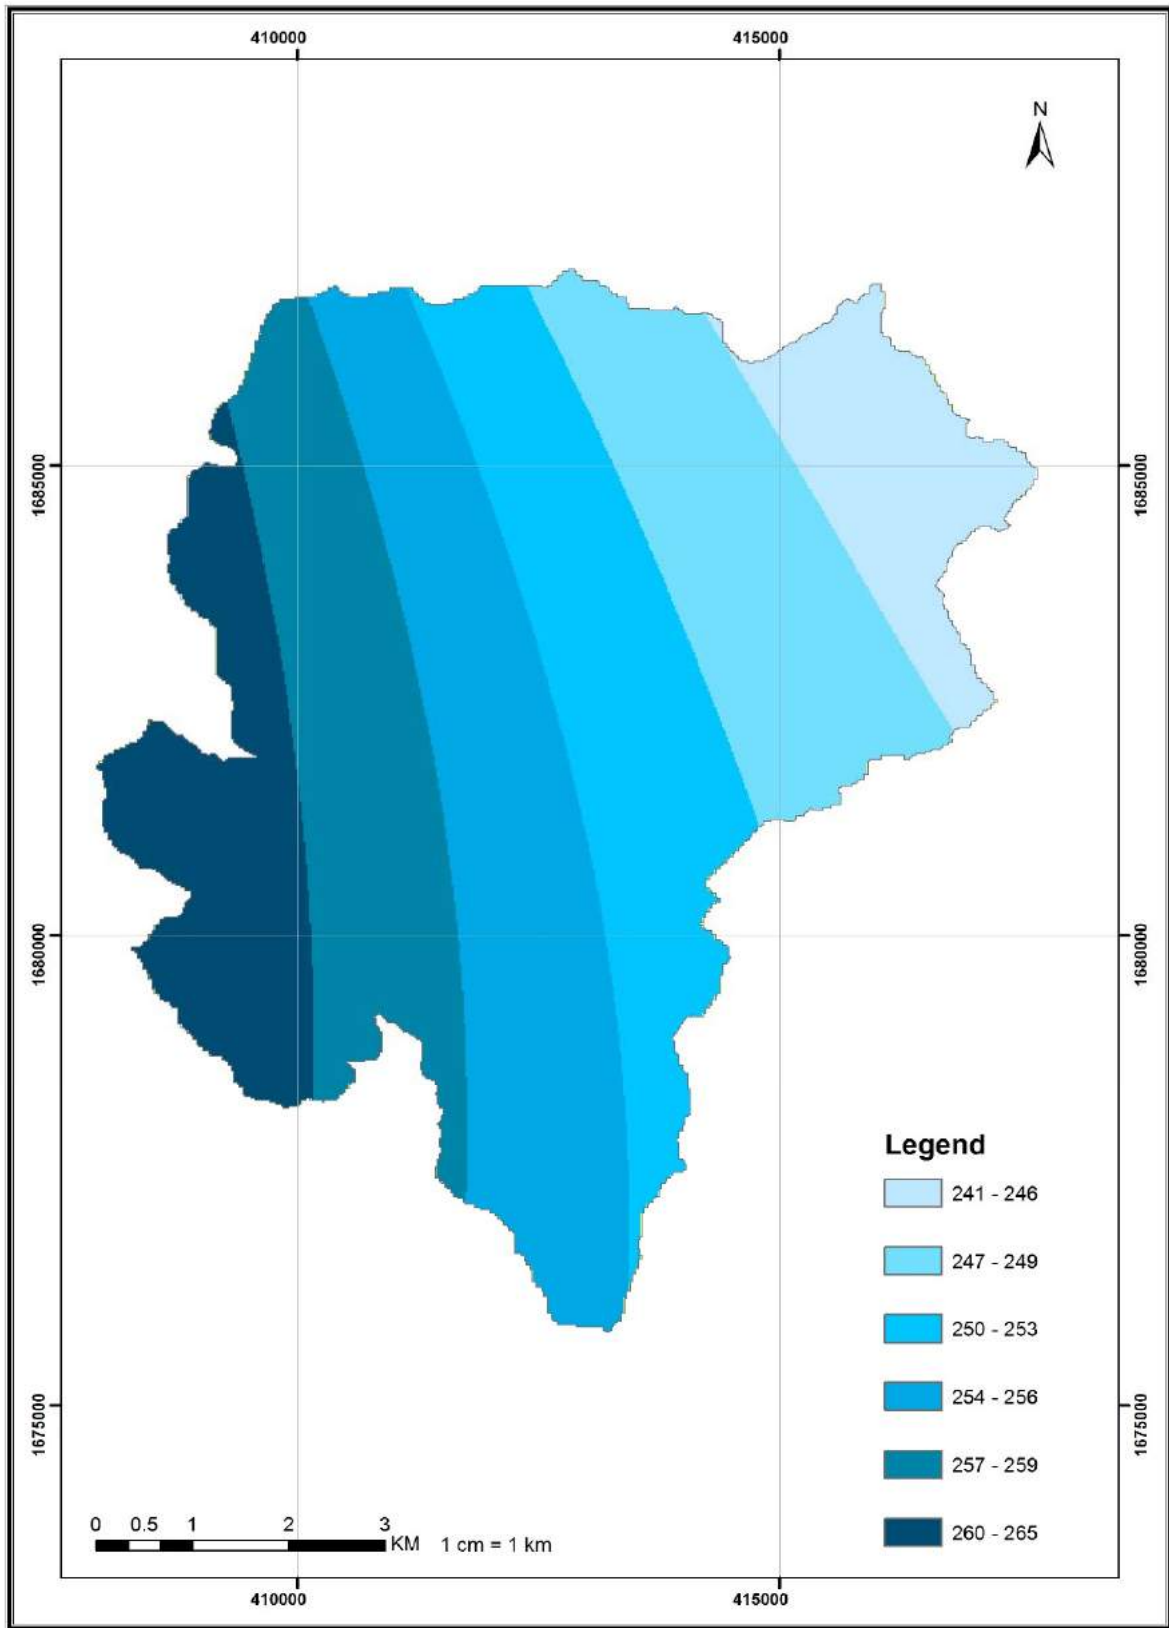 410000 415000
N
1685000 1685000
1680000 1680000
Legend
241 - 246
247 - 249
250 - 253
254 - 256
257 - 259
260 - 265
1675000 1675000
0 0.5 1 2 3
KM 1 cm = 1 km
410000 415000